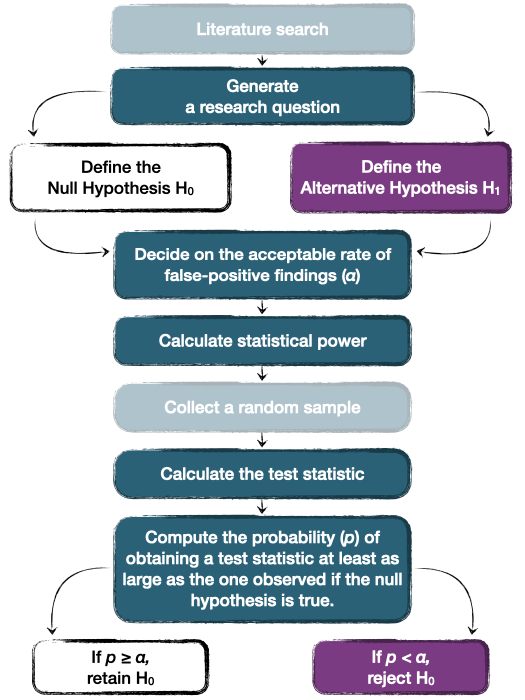 Literature search
Generate
a research question
Define the
Null Hypothesis H₀
Define the
Alternative Hypothesis H₁
Decide on the acceptable rate of
false-positive findings (α)
Calculate statistical power
Collect a random sample
Calculate the test statistic
Compute the probability (p) of
obtaining a test statistic at least as
large as the one observed if the null
hypothesis is true.
If p ≥ α,
retain H₀
If p < α,
reject H₀